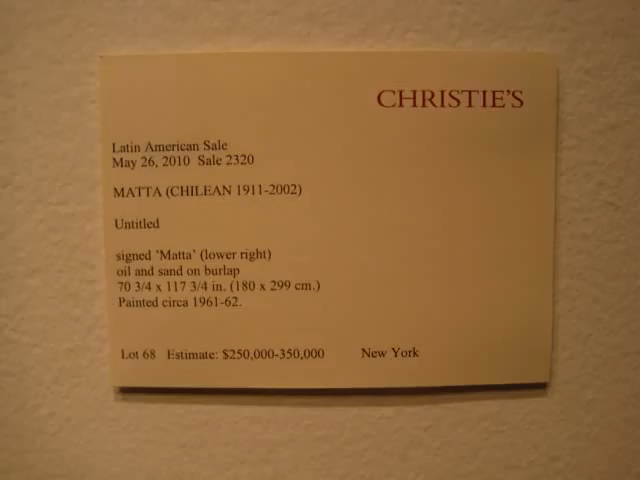 CHRISTIE'S
Latin American Sale
May 26, 2010 Sale 2320
MATTA (CHILEAN 1911-2002)
Untitled
signed 'Matta' (lower right)
oil and sand on burlap
70 3/4 x 117 3/4 in. (180 x 299 cm.)
Painted circa 1961-62.
Lot 68 Estimate: $250,000-350,000 New York